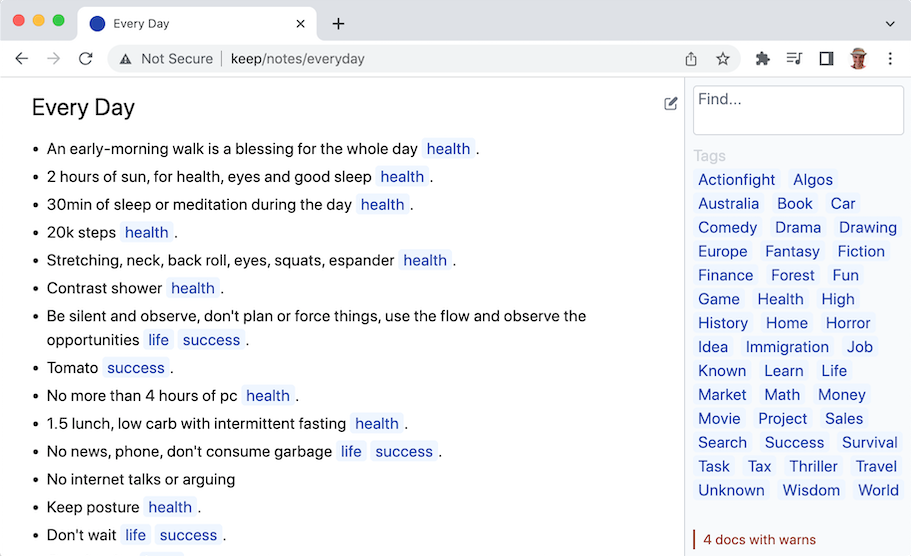 Every Day
Not Secure
keep/notes/everyday
Every Day
An early-morning walk is a blessing for the whole day health .
2 hours of sun, for health, eyes and good sleep health .
30min of sleep or meditation during the day health .
20k steps health .
Stretching, neck, back roll, eyes, squats, espander health .
Contrast shower health .
Be silent and observe, don't plan or force things, use the flow and observe the
opportunities life success .
Tomato success .
No more than 4 hours of pc health .
1.5 lunch, low carb with intermittent fasting health .
No news, phone, don't consume garbage life success .
No internet talks or arguing
Keep posture health .
Don't wait life success .
Find...
Tags
Actionfight Algos
Australia Book Car
Comedy Drama Drawing
Europe Fantasy Fiction
Finance Forest Fun
Game Health High
History Home Horror
Idea Immigration Job
Known Learn Life
Market Math Money
Movie Project Sales
Search Success Survival
Task Tax Thriller Travel
Unknown Wisdom World
4 docs with warns